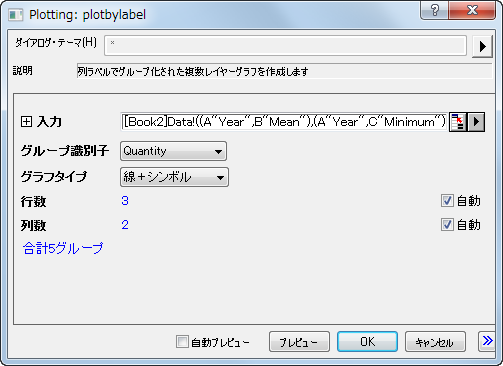 Plotting: plotbylabel
ダイアログ・テーマ(H) *
説明 列ラベルでグループ化された複数レイヤーグラフを作成します
入力 [Book2]Data!((A"Year",B"Mean"),(A"Year",C"Minimum")
グループ識別子 Quantity
グラフタイプ 線+シンボル
行数 3 自動
列数 2 自動
合計5グループ
自動プレビュー プレビュー OK キャンセル